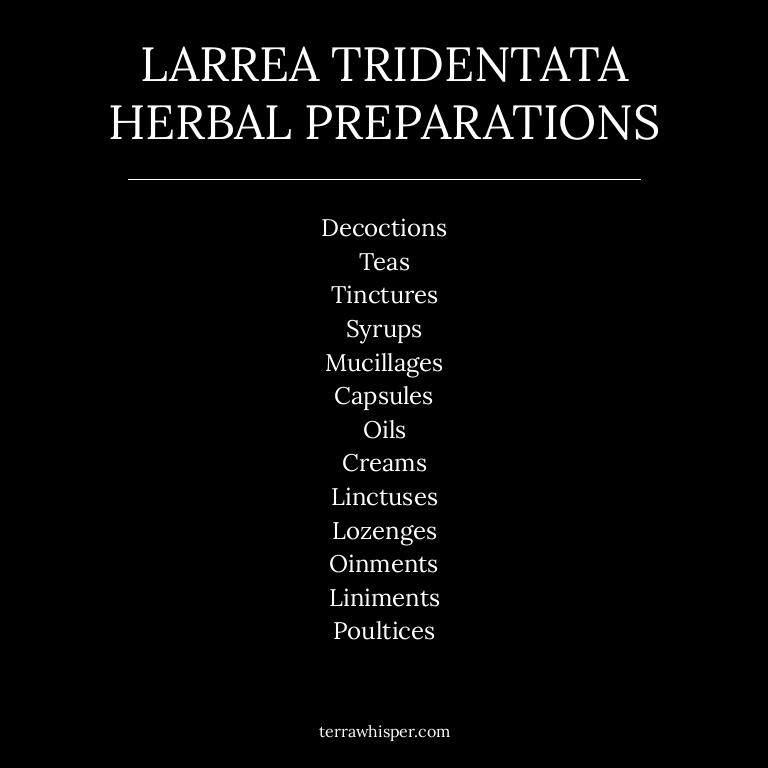 LARREA TRIDENTATA
HERBAL PREPARATIONS
Decoctions
Teas
Tinctures
Syrups
Mucillages
Capsules
Oils
Creams
Linctuses
Lozenges
Oinments
Liniments
Poultices
terrawhisper.com